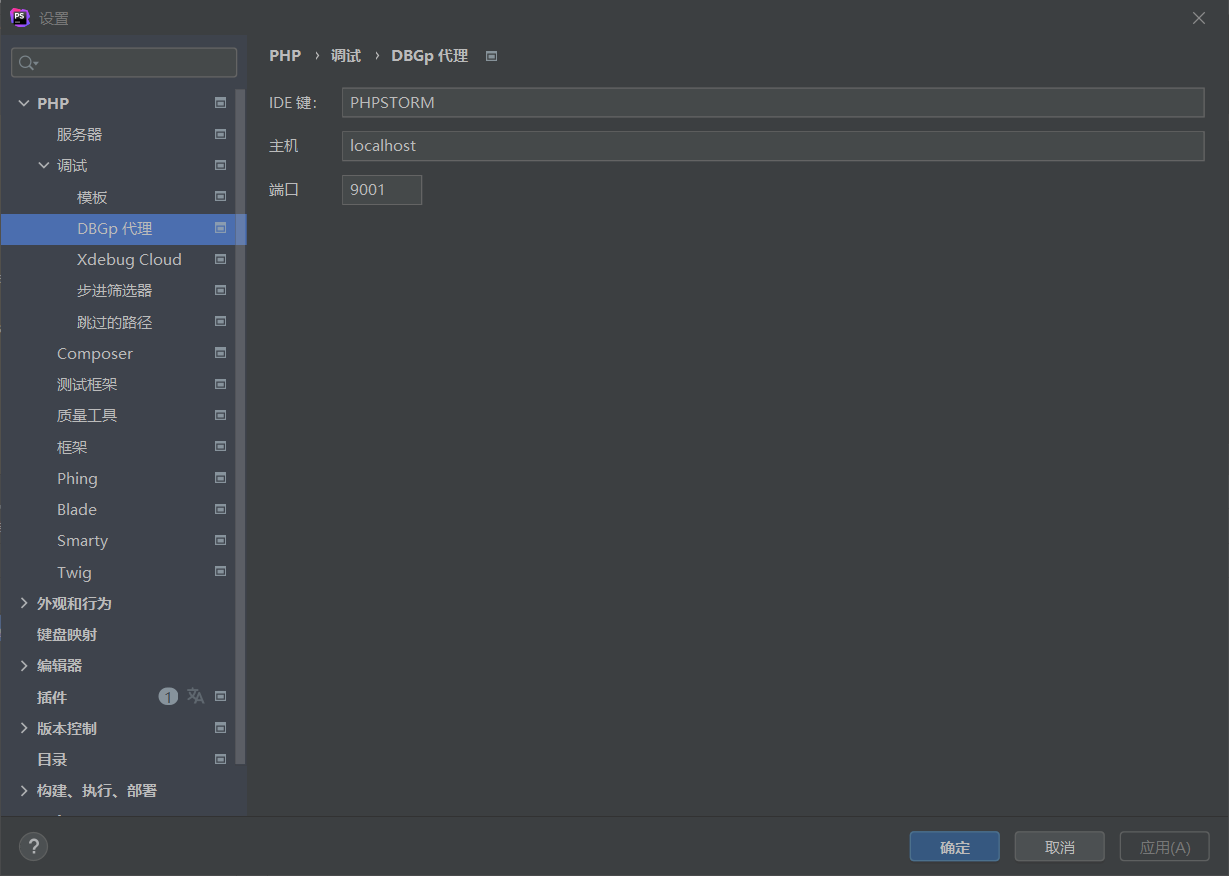 PS 设置
PHP › 调试 › DBGp 代理
IDE 键: PHPSTORM
主机 localhost
端口 9001
PHP
服务器
调试
模板
DBGp 代理
Xdebug Cloud
步进筛选器
跳过的路径
Composer
测试框架
质量工具
框架
Phing
Blade
Smarty
Twig
外观和行为
键盘映射
编辑器
插件 1
版本控制
目录
构建、执行、部署
? 确定 取消 应用(A)